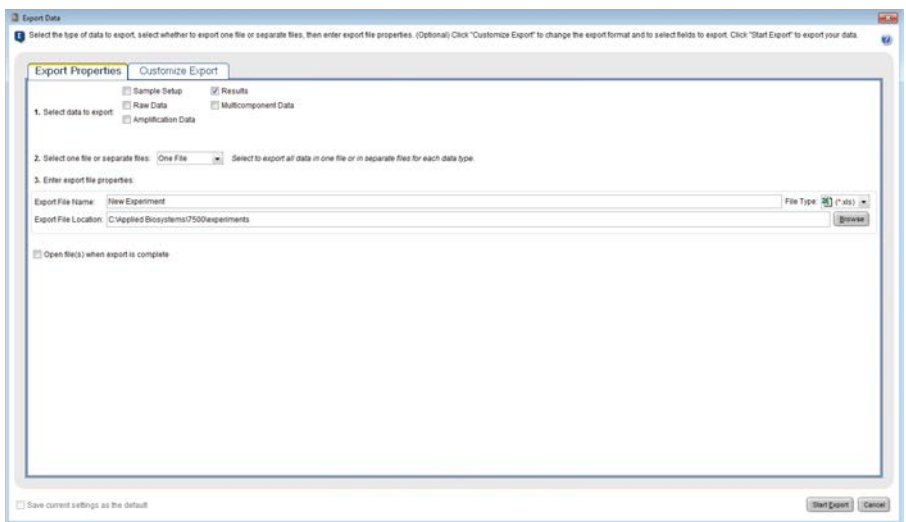 Export Data
Select the type of data to export, select whether to export one file or separate files, then enter export file properties. (Optional) Click "Customize Export" to change the export format and to select fields to export. Click "Start Export" to export your data.
Export Properties Customize Export
Sample Setup Results
1. Select data to export: Raw Data Multicomponent Data
Amplification Data
2. Select one file or separate files: One File Select to export all data in one file or in separate files for each data type.
3. Enter export file properties:
Export File Name: New Experiment File Type: (*.xls)
Export File Location: C:\Applied Biosystems\7500\experiments Browse
Open file(s) when export is complete
Save current settings as the default Start Export Cancel